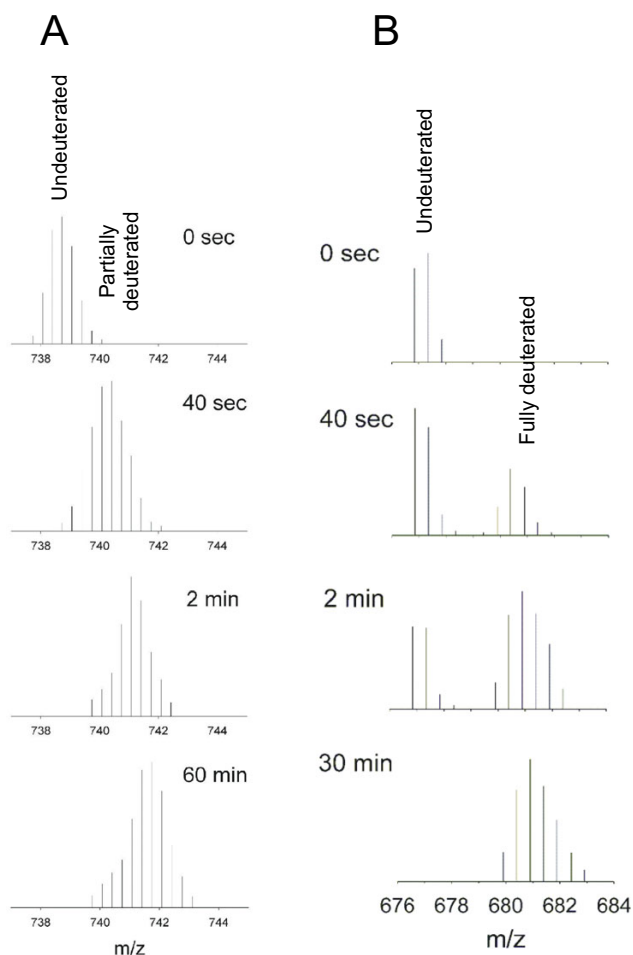 A
Undeuterated
Partially
deuterated
0 sec
738 740 742 744
40 sec
738 740 742 744
2 min
738 740 742 744
60 min
738 740 742 744
m/z
B
Undeuterated
0 sec
Fully deuterated
40 sec
2 min
30 min
676 678 680 682 684
m/z